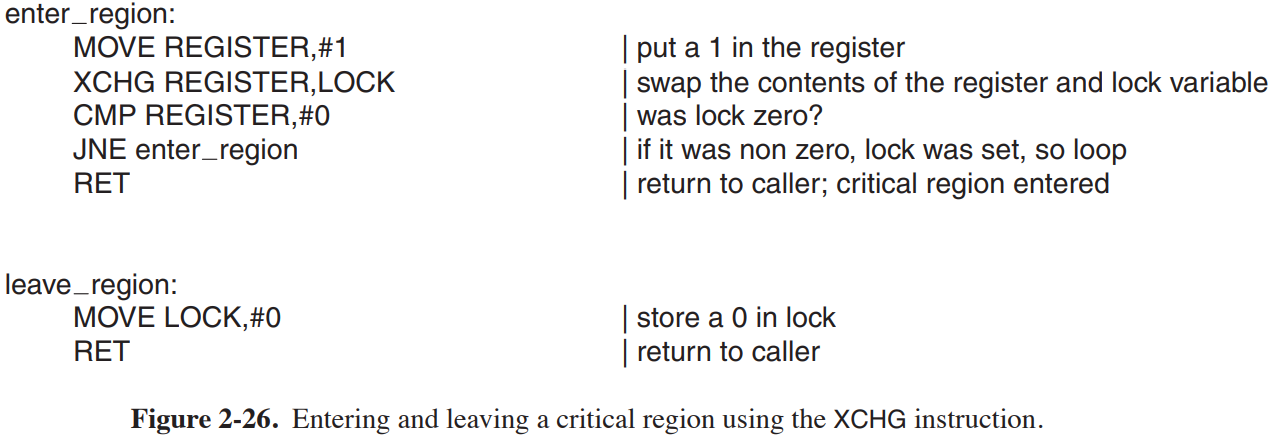 enter_region:
MOVE REGISTER,#1 | put a 1 in the register
XCHG REGISTER,LOCK | swap the contents of the register and lock variable
CMP REGISTER,#0 | was lock zero?
JNE enter_region | if it was non zero, lock was set, so loop
RET | return to caller; critical region entered
leave_region:
MOVE LOCK,#0 | store a 0 in lock
RET | return to caller
Figure 2-26. Entering and leaving a critical region using the XCHG instruction.